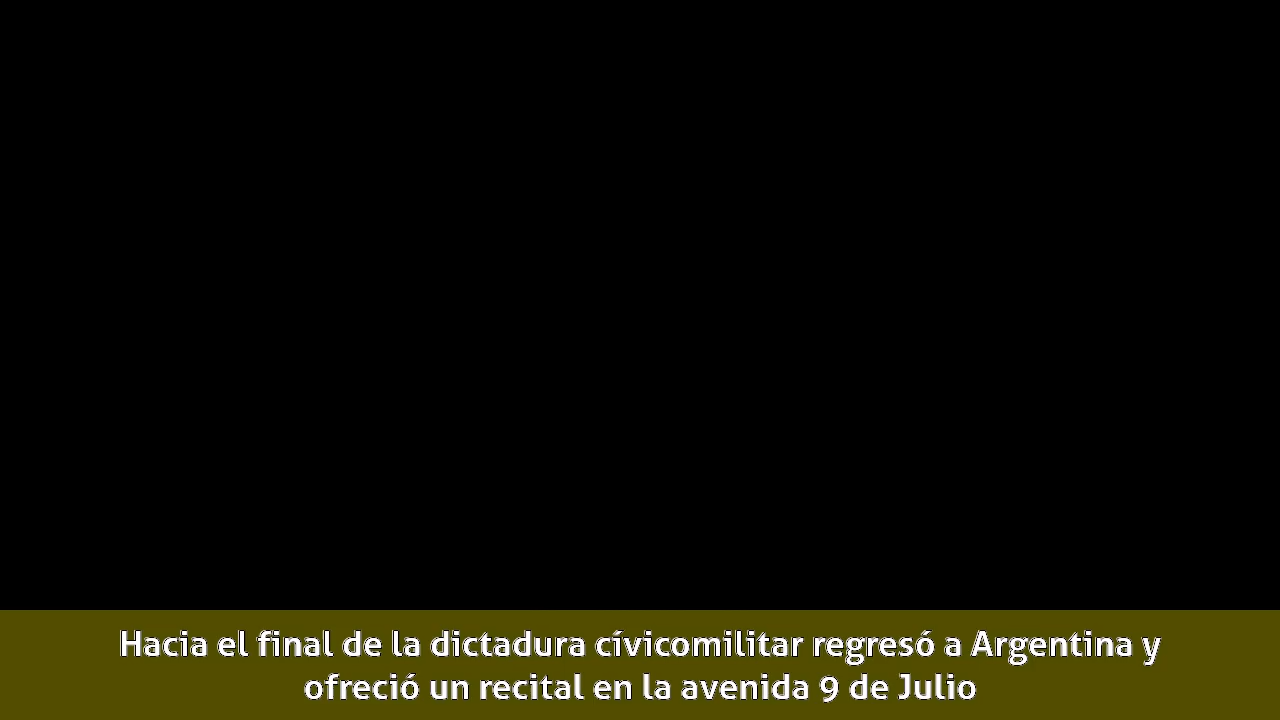 Hacia el final de la dictadura cívicomilitar regresó a Argentina y
ofreció un recital en la avenida 9 de Julio